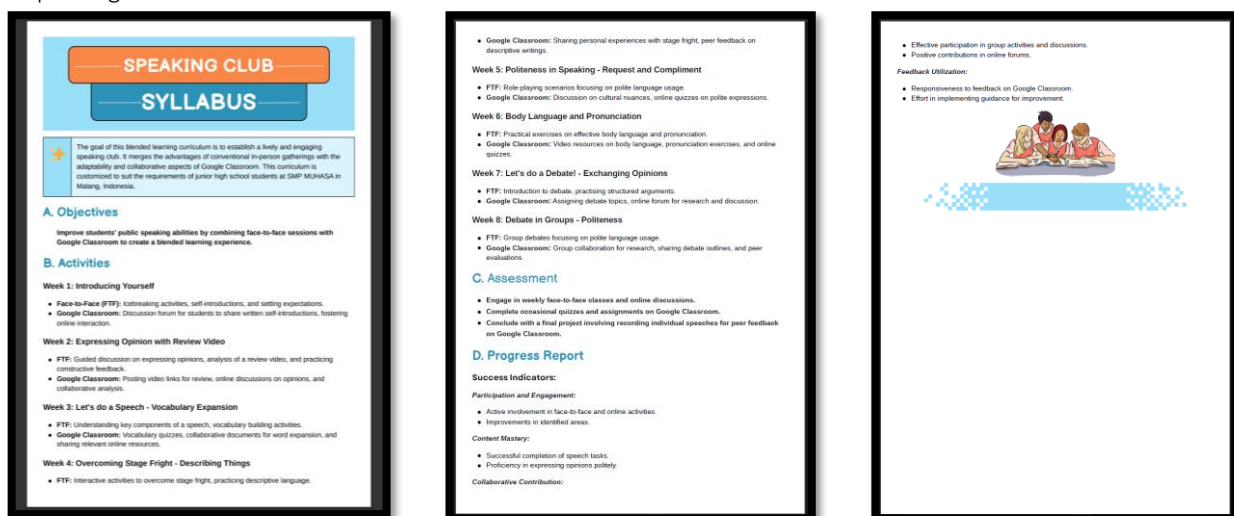 SPEAKING CLUB
SYLLABUS
The goal of this blended learning curriculum is to establish a lively and engaging
speaking club. It merges the advantages of conventional in-person gatherings with the
adaptability and collaborative aspects of Google Classroom. This curriculum is
customized to suit the requirements of junior high school students at SMP MUHASA in
Malang, Indonesia.
A. Objectives
Improve students' public speaking abilities by combining face-to-face sessions with
Google Classroom to create a blended learning experience.
B. Activities
Week 1: Introducing Yourself
● Face-to-Face (FTF): Icebreaking activities, self-introductions, and setting expectations.
● Google Classroom: Discussion forum for students to share written self-introductions, fostering
online interaction.
Week 2: Expressing Opinion with Review Video
● FTF: Guided discussion on expressing opinions, analysis of a review video, and practicing
constructive feedback.
● Google Classroom: Posting video links for review, online discussions on opinions, and
collaborative analysis.
Week 3: Let's do a Speech - Vocabulary Expansion
● FTF: Understanding key components of a speech, vocabulary building activities.
● Google Classroom: Vocabulary quizzes, collaborative documents for word expansion, and
sharing relevant online resources.
Week 4: Overcoming Stage Fright - Describing Things
● FTF: Interactive activities to overcome stage fright, practicing descriptive language.
● Google Classroom: Sharing personal experiences with stage fright, peer feedback on
descriptive writings.
Week 5: Politeness in Speaking - Request and Compliment
● FTF: Role-playing scenarios focusing on polite language usage.
● Google Classroom: Discussion on cultural nuances, online quizzes on polite expressions.
Week 6: Body Language and Pronunciation
● FTF: Practical exercises on effective body language and pronunciation.
● Google Classroom: Video resources on body language, pronunciation exercises, and online
quizzes.
Week 7: Let's do a Debate! - Exchanging Opinions
● FTF: Introduction to debate, practising structured arguments.
● Google Classroom: Assigning debate topics, online forum for research and discussion.
Week 8: Debate in Groups - Politeness
● FTF: Group debates focusing on polite language usage.
● Google Classroom: Group collaboration for research, sharing debate outlines, and peer
evaluations.
C. Assessment
● Engage in weekly face-to-face classes and online discussions.
● Complete occasional quizzes and assignments on Google Classroom.
● Conclude with a final project involving recording individual speeches for peer feedback
on Google Classroom.
D. Progress Report
Success Indicators:
Participation and Engagement:
● Active involvement in face-to-face and online activities.
● Improvements in identified areas.
Content Mastery:
● Successful completion of speech tasks.
● Proficiency in expressing opinions politely.
Collaborative Contribution:
● Effective participation in group activities and discussions.
● Positive contributions in online forums.
Feedback Utilization:
● Responsiveness to feedback on Google Classroom.
● Effort in implementing guidance for improvement.